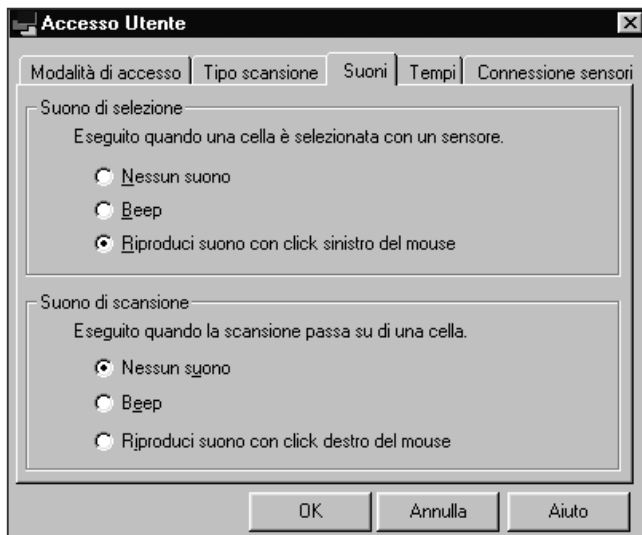 Accesso Utente
Modalità di accesso Tipo scansione Suoni Tempi Connessione sensori
Suono di selezione
Eseguito quando una cella è selezionata con un sensore.
Nessun suono
Beep
Riproduci suono con click sinistro del mouse
Suono di scansione
Eseguito quando la scansione passa su di una cella.
Nessun suono
Beep
Riproduci suono con click destro del mouse
OK Annulla Aiuto